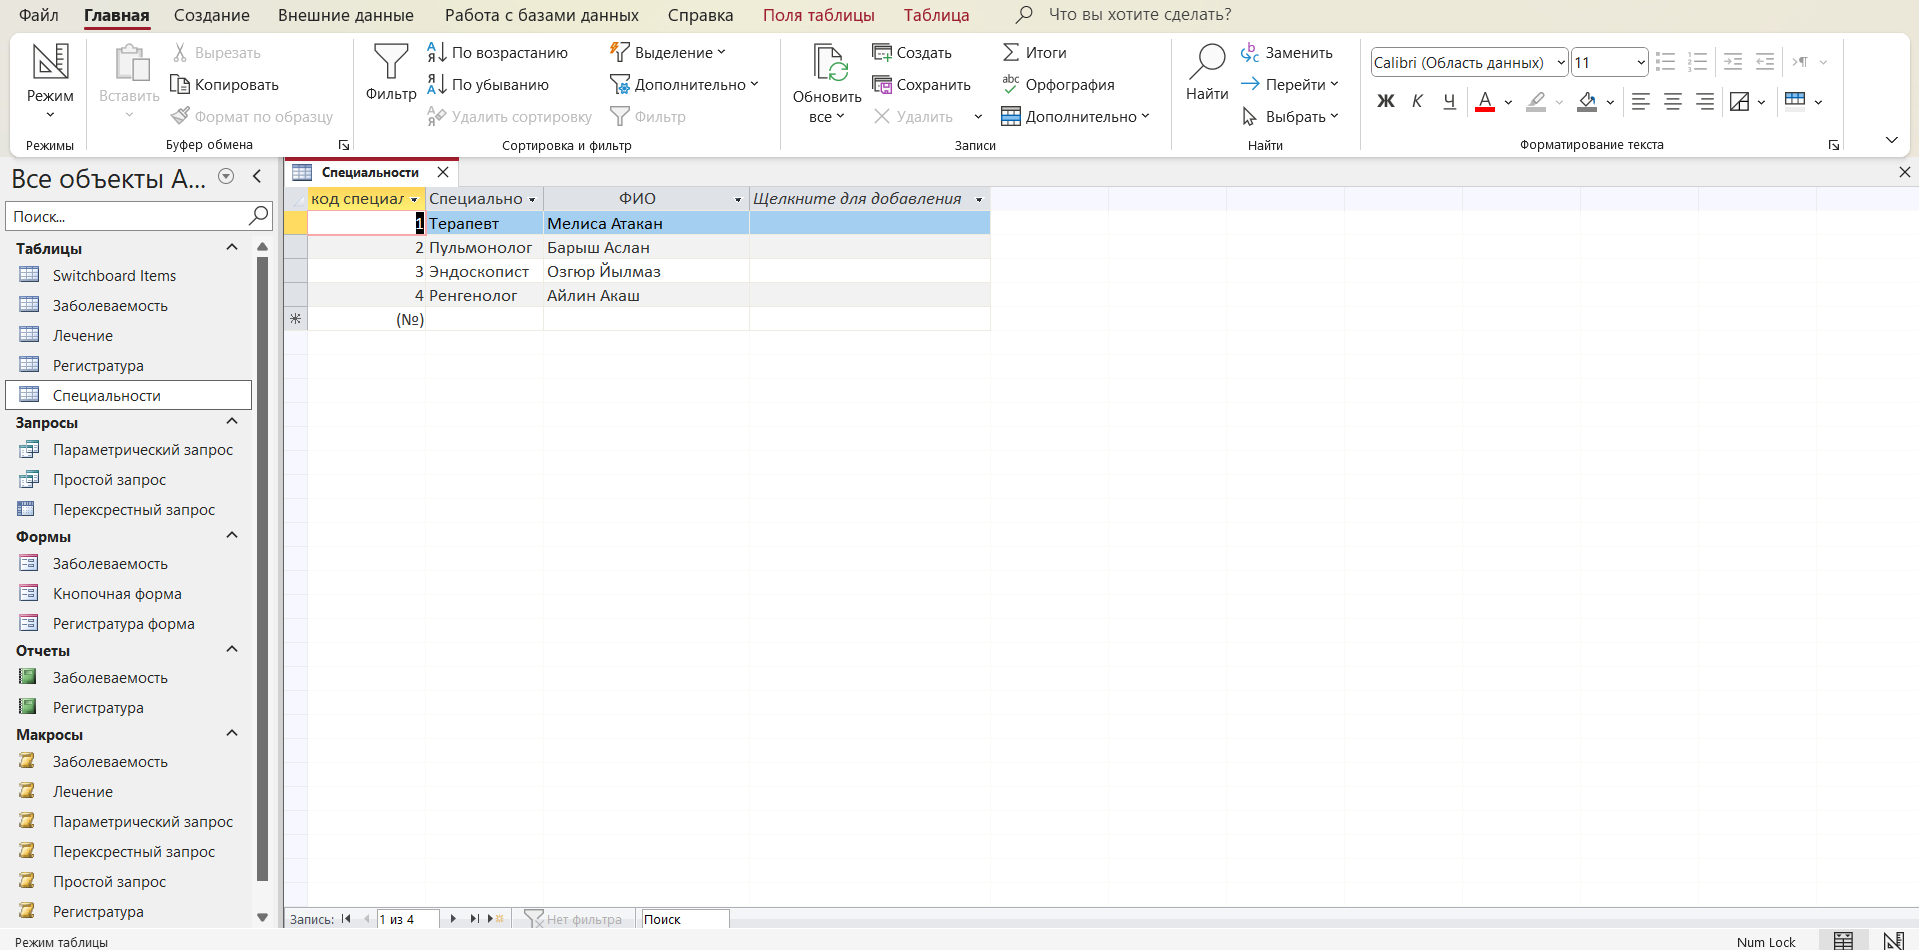 Файл Главная Создание Внешние данные Работа с базами данных Справка Поля таблицы Таблица Что вы хотите сделать?
Режим
Режимы
Вставить
Вырезать
Копировать
Формат по образцу
Буфер обмена
Фильтр
По возрастанию
По убыванию
Удалить сортировку
Выделение
Дополнительно
Фильтр
Сортировка и фильтр
Обновить
все
Создать
Сохранить
Удалить
Итоги
Орфография
Дополнительно
Записи
Найти
Заменить
Перейти
Выбрать
Найти
Calibri (Область данных) 11
Ж К Ч А
Форматирование текста
Все объекты A...
Поиск...
Таблицы
Switchboard Items
Заболеваемость
Лечение
Регистратура
Специальности
Запросы
Параметрический запрос
Простой запрос
Перексрестный запрос
Формы
Заболеваемость
Кнопочная форма
Регистратура форма
Отчеты
Заболеваемость
Регистратура
Макросы
Заболеваемость
Лечение
Параметрический запрос
Перексрестный запрос
Простой запрос
Регистратура
Специальности
код специал Специально ФИО Щелкните для добавления
1 Терапевт Мелиса Атакан
2 Пульмонолог Барыш Аслан
3 Эндоскопист Озгюр Йылмаз
4 Ренгенолог Айлин Акаш
(№)
Запись: 1 из 4 Нет фильтра Поиск
Режим таблицы Num Lock